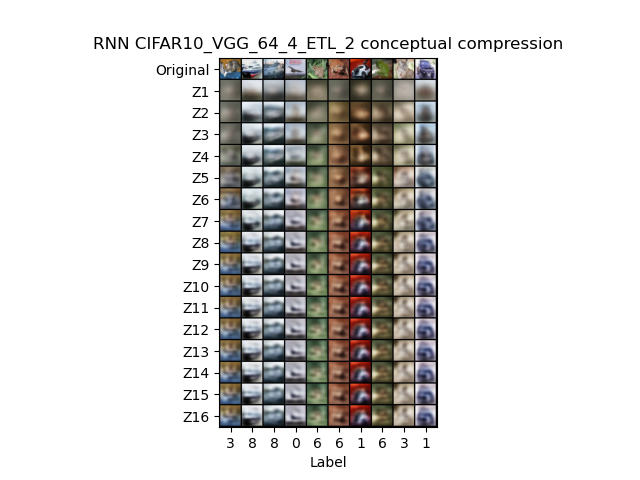 RNN CIFAR10_VGG_64_4_ETL_2 conceptual compression
Original
Z1
Z2
Z3
Z4
Z5
Z6
Z7
Z8
Z9
Z10
Z11
Z12
Z13
Z14
Z15
Z16
3 8 8 0 6 6 1 6 3 1
Label